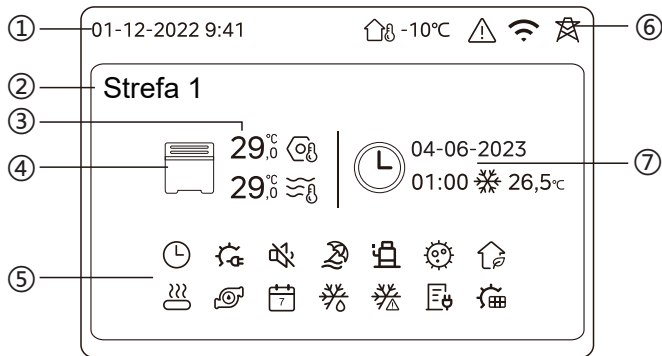 ① 01-12-2022 9:41 -10℃ ⑥
② Strefa 1
③
④ 29,0 ℃ 04-06-2023 ⑦
29,0 ℃ 01:00 26,5℃
⑤
7